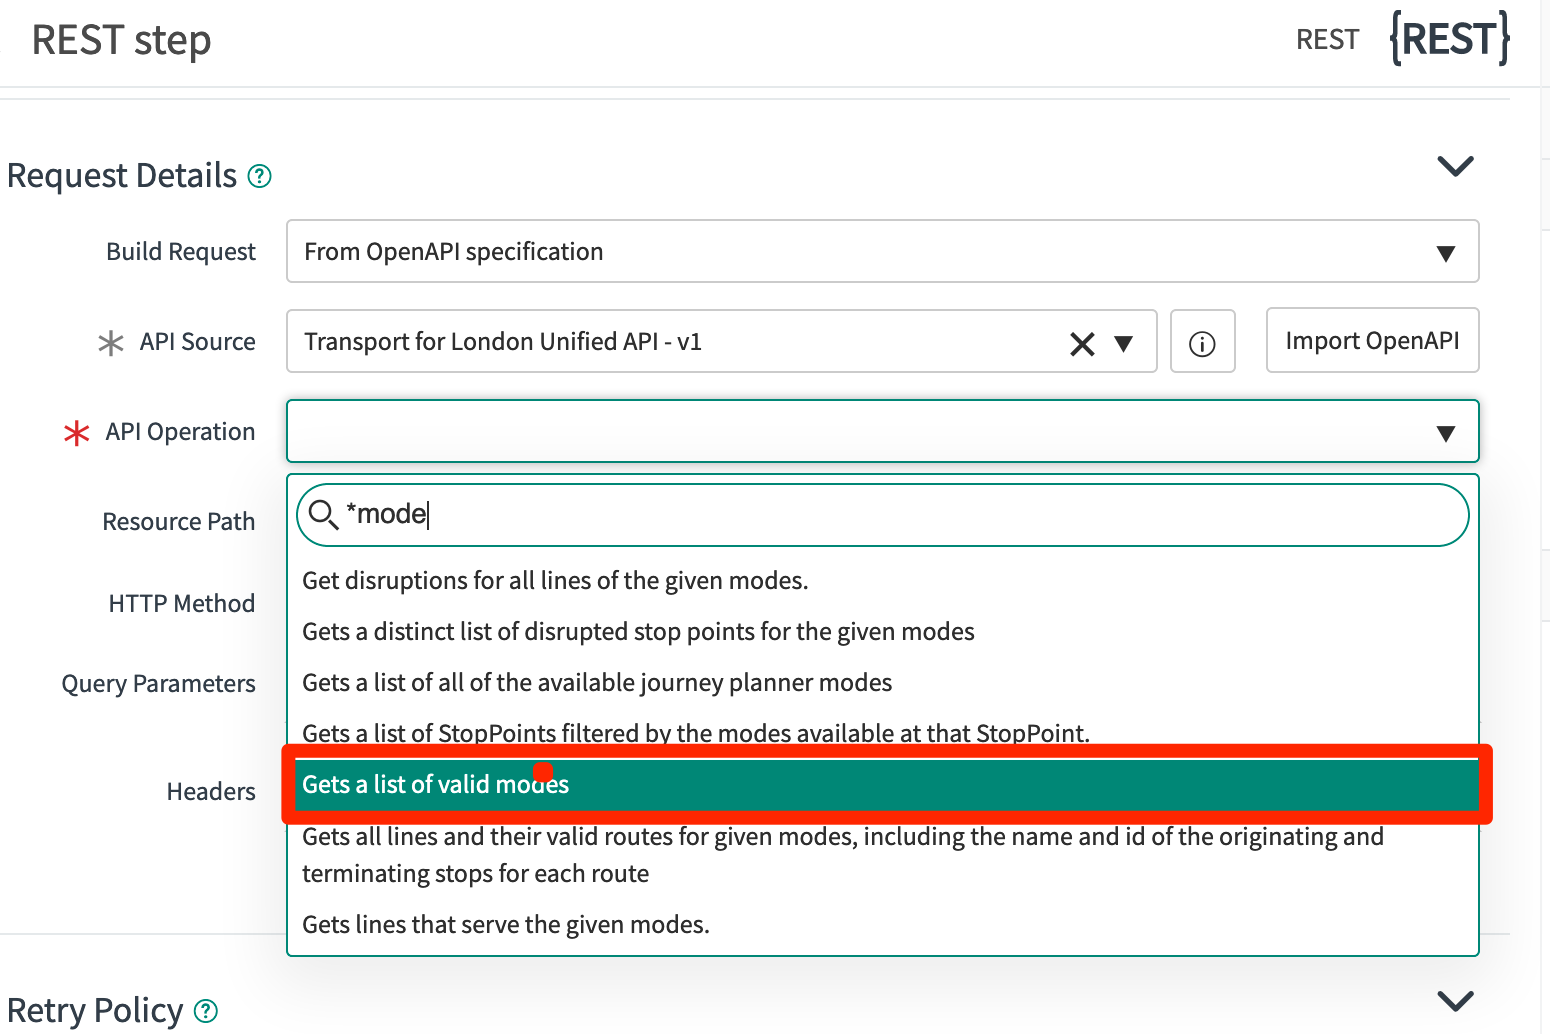 REST step
REST {REST}
Request Details ?
Build Request From OpenAPI specification
* API Source Transport for London Unified API - v1 Import OpenAPI
* API Operation
Resource Path *mode
Get disruptions for all lines of the given modes.
HTTP Method
Gets a distinct list of disrupted stop points for the given modes
Query Parameters Gets a list of all of the available journey planner modes
Gets a list of StopPoints filtered by the modes available at that StopPoint.
Headers Gets a list of valid modes
Gets all lines and their valid routes for given modes, including the name and id of the originating and
terminating stops for each route
Gets lines that serve the given modes.
Retry Policy ?